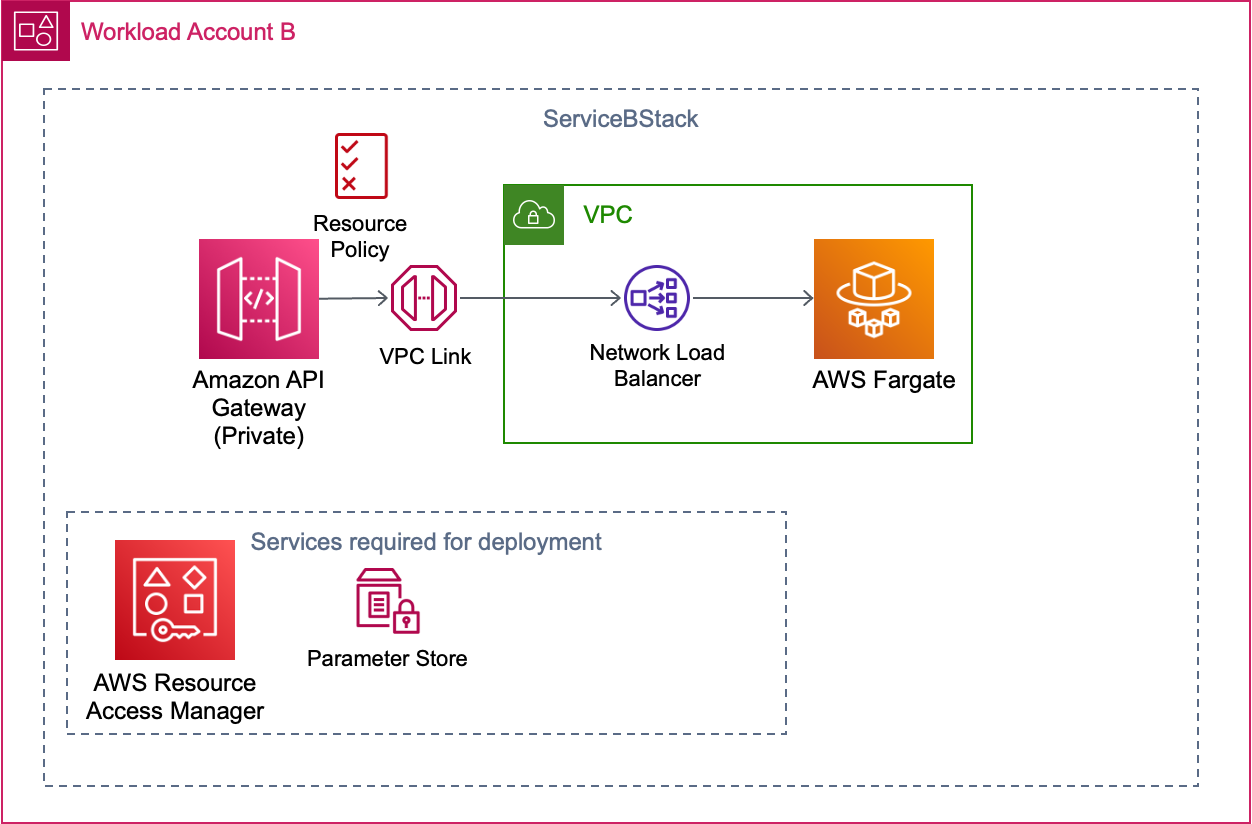 Workload Account B
ServiceBStack
Resource
Policy
VPC
</>
Amazon API
Gateway
(Private)
VPC Link
Network Load
Balancer
AWS Fargate
Services required for deployment
AWS Resource
Access Manager
Parameter Store